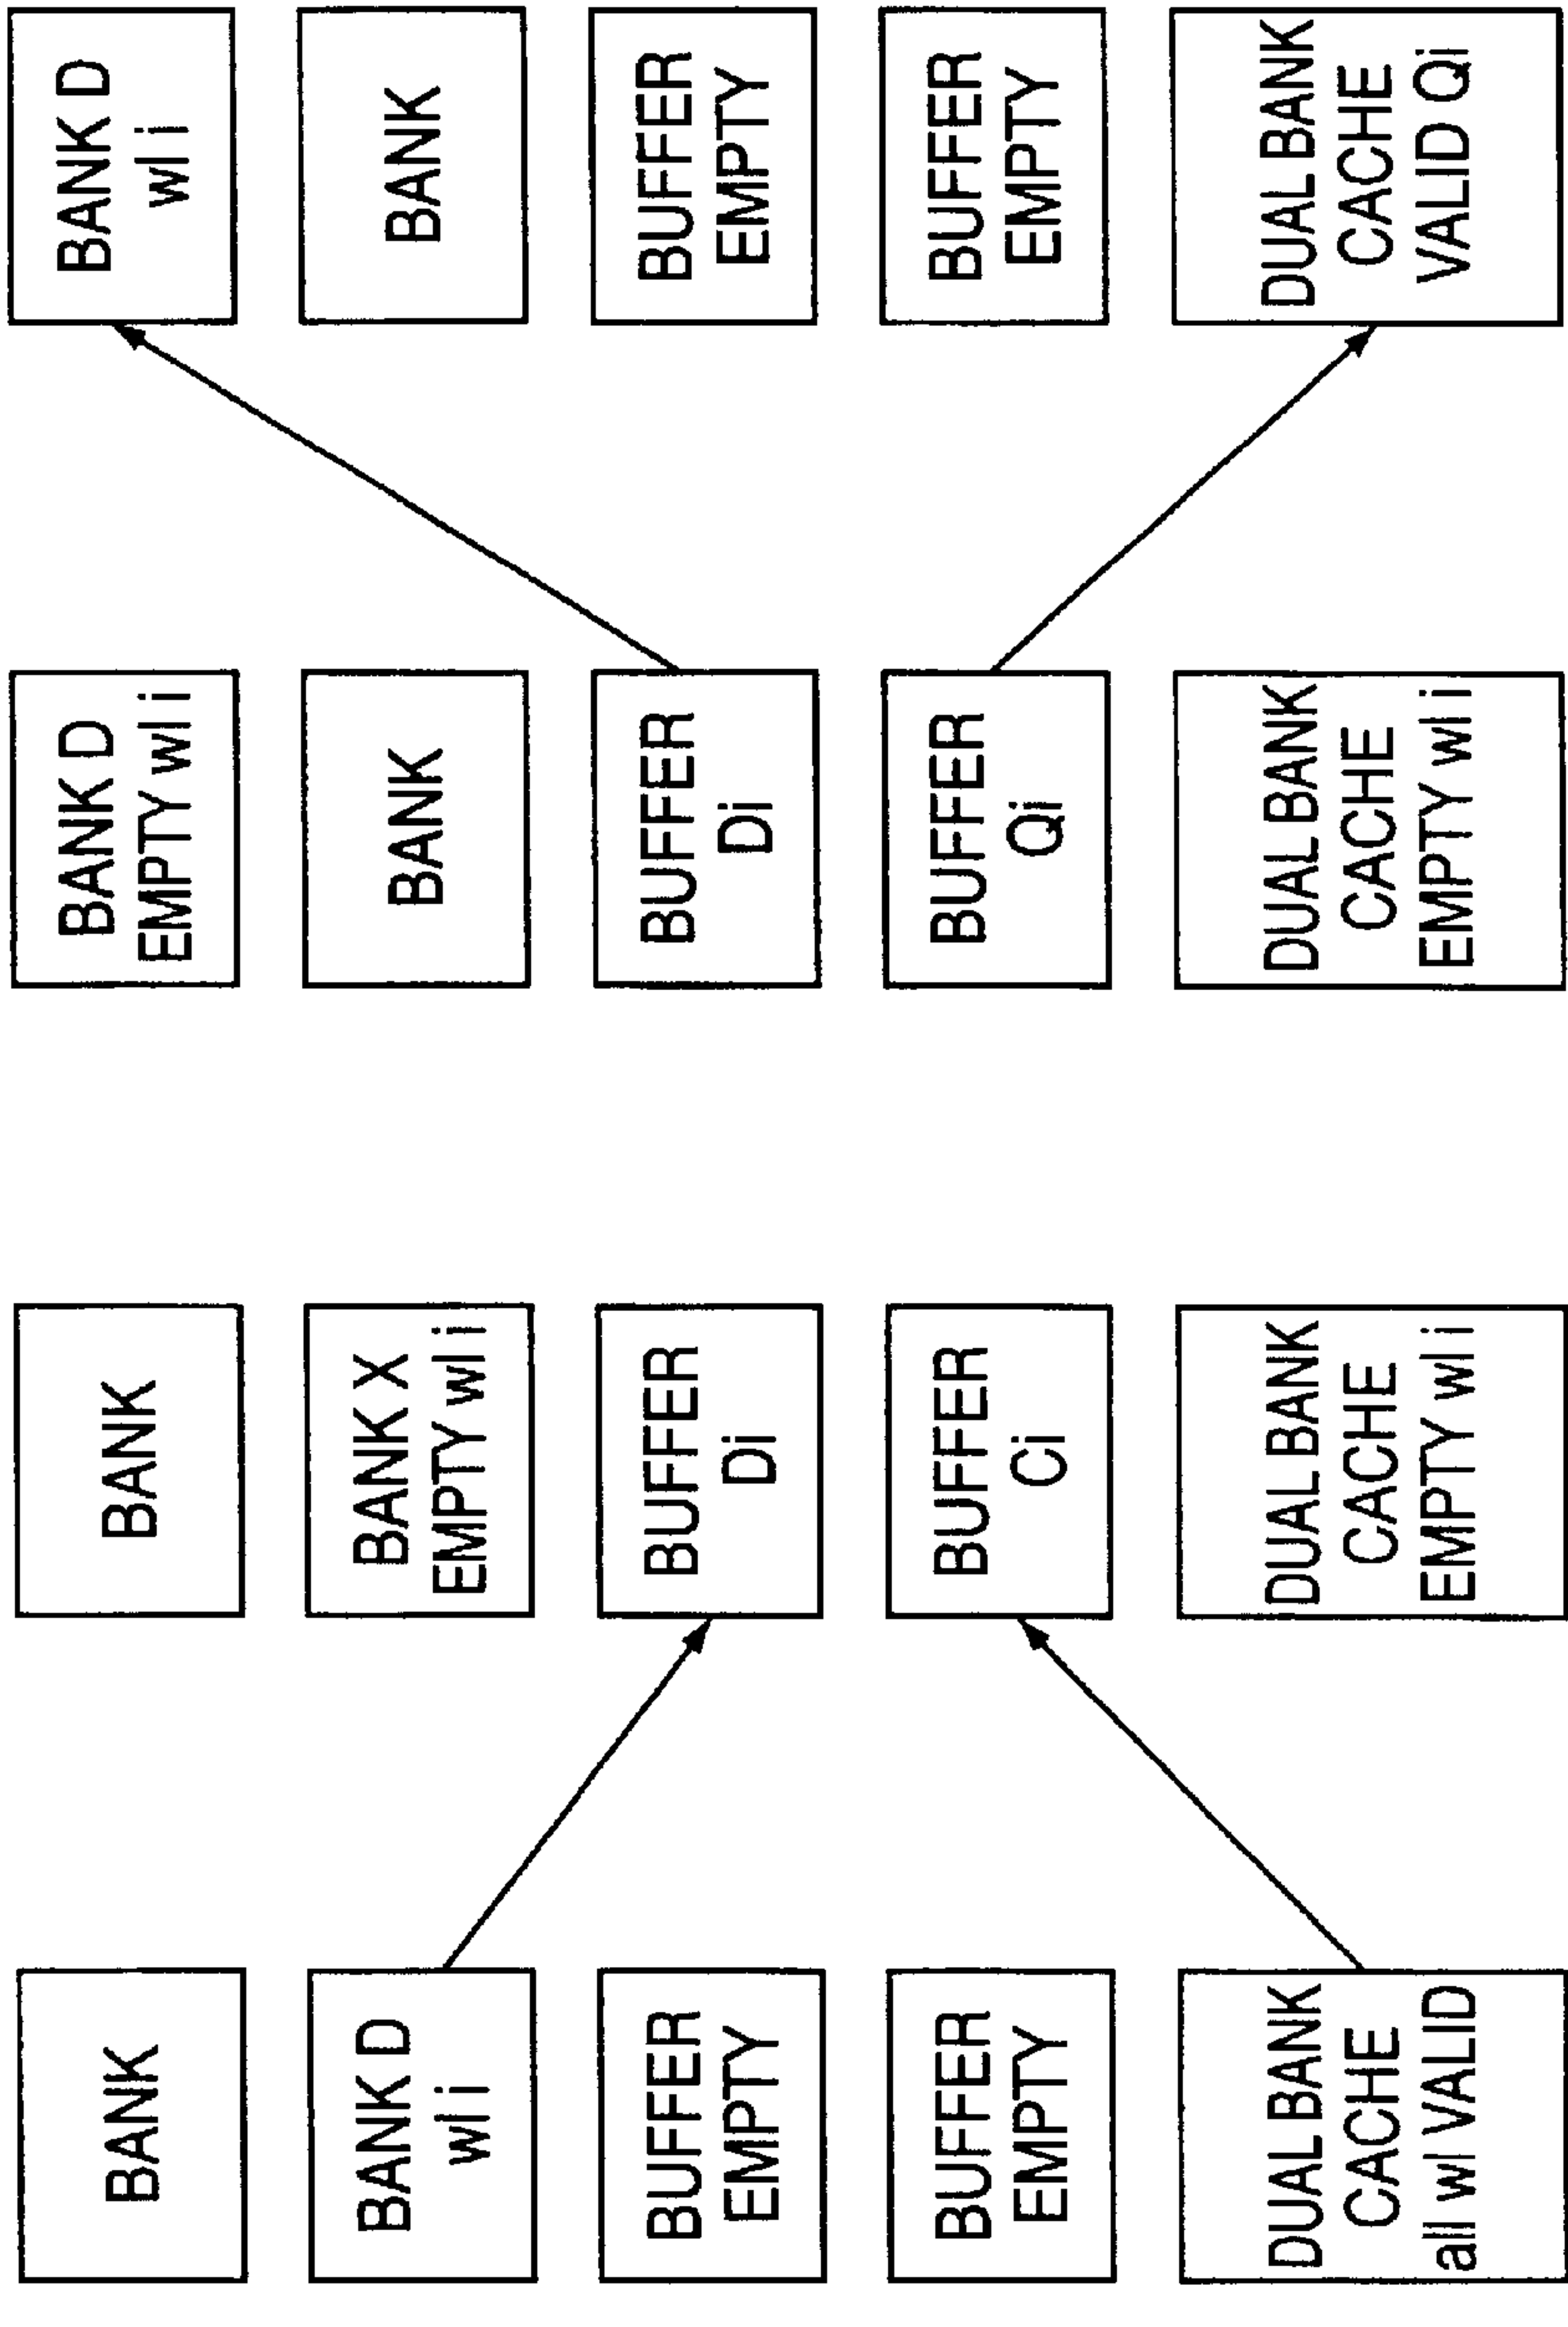 BANK
BANK D
wl i
BUFFER
EMPTY
BUFFER
EMPTY
DUAL BANK
CACHE
all wl VALID
BANK
BANK X
EMPTY wl i
BUFFER
Di
BUFFER
Ci
DUAL BANK
CACHE
EMPTY wl i
BANK D
EMPTY wl i
BANK
BUFFER
Di
BUFFER
Qi
DUAL BANK
CACHE
EMPTY wl i
BANK D
wl i
BANK
BUFFER
EMPTY
BUFFER
EMPTY
DUAL BANK
CACHE
VALID Qi